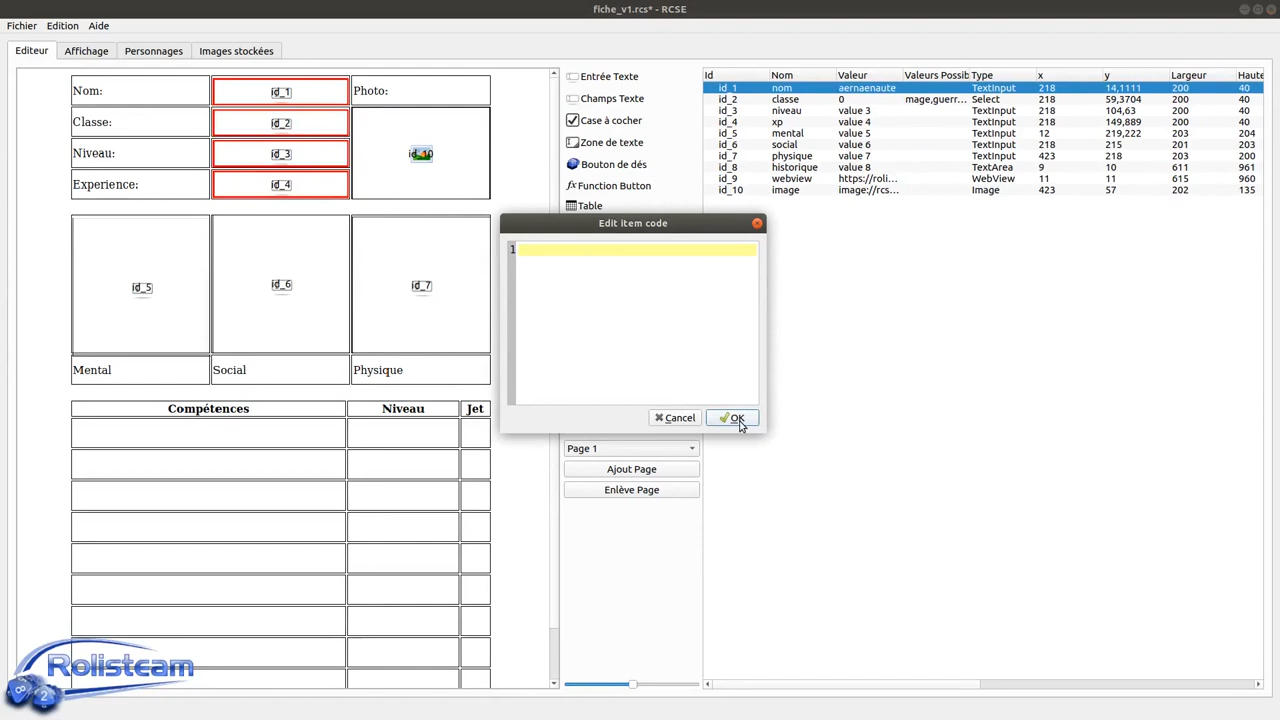 fiche_v1.rcs* - RCSE
Fichier Edition Aide
Editeur Affichage Personnages Images stockées
Nom: id_1 Photo:
Classe: id_2
Niveau: id_3 id_10
Experience: id_4
id_5 id_6 id_7
Mental Social Physique
Compétences Niveau Jet
Entrée Texte
Champs Texte
Case à cocher
Zone de texte
Bouton de dés
fx Function Button
Table
Page 1
Ajout Page
Enlève Page
Id Nom Valeur Valeurs Possib Type x y Largeur Haute
id_1 nom aernaenaute TextInput 218 14,1111 200 40
id_2 classe 0 mage,guerr... Select 218 59,3704 200 40
id_3 niveau value 3 TextInput 218 104,63 200 40
id_4 xp value 4 TextInput 218 149,889 200 40
id_5 mental value 5 TextInput 12 219,222 203 204
id_6 social value 6 TextInput 218 215 201 203
id_7 physique value 7 TextInput 423 218 203 200
id_8 historique value 8 TextArea 9 10 611 961
id_9 webview https://roli... WebView 11 11 615 960
id_10 image image://rcs... Image 423 57 202 135
Edit item code
1
Cancel OK
Rolisteam
8 2